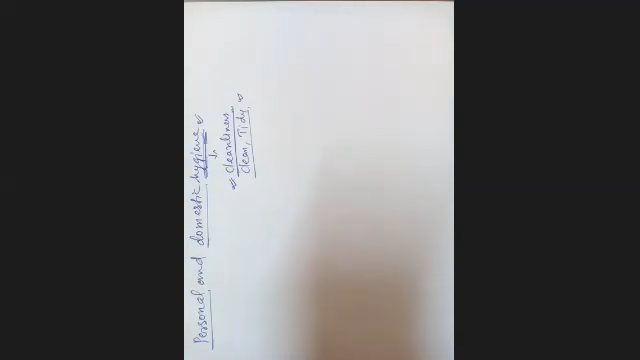 Personal and domestic hygiene
cleanliness
clean, Tidy